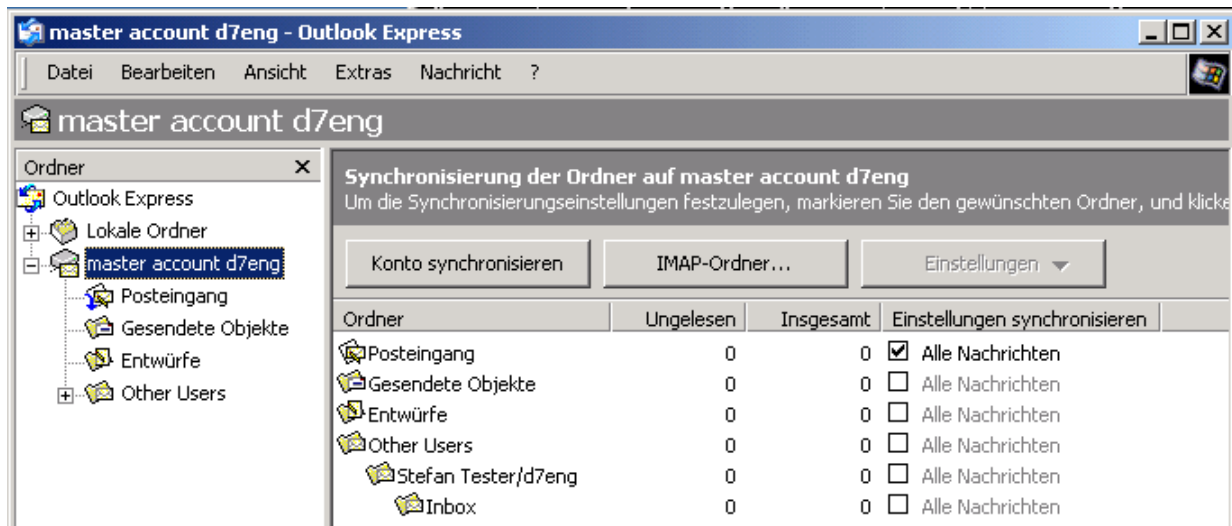 master account d7eng - Outlook Express
Datei Bearbeiten Ansicht Extras Nachricht ?
master account d7eng
Ordner
Outlook Express
Lokale Ordner
master account d7eng
Posteingang
Gesendete Objekte
Entwürfe
Other Users
Synchronisierung der Ordner auf master account d7eng
Um die Synchronisierungseinstellungen festzulegen, markieren Sie den gewünschten Ordner, und klicke
Konto synchronisieren IMAP-Ordner... Einstellungen
Ordner Ungelesen Insgesamt Einstellungen synchronisieren
Posteingang 0 0 Alle Nachrichten
Gesendete Objekte 0 0 Alle Nachrichten
Entwürfe 0 0 Alle Nachrichten
Other Users 0 0 Alle Nachrichten
Stefan Tester/d7eng 0 0 Alle Nachrichten
Inbox 0 0 Alle Nachrichten